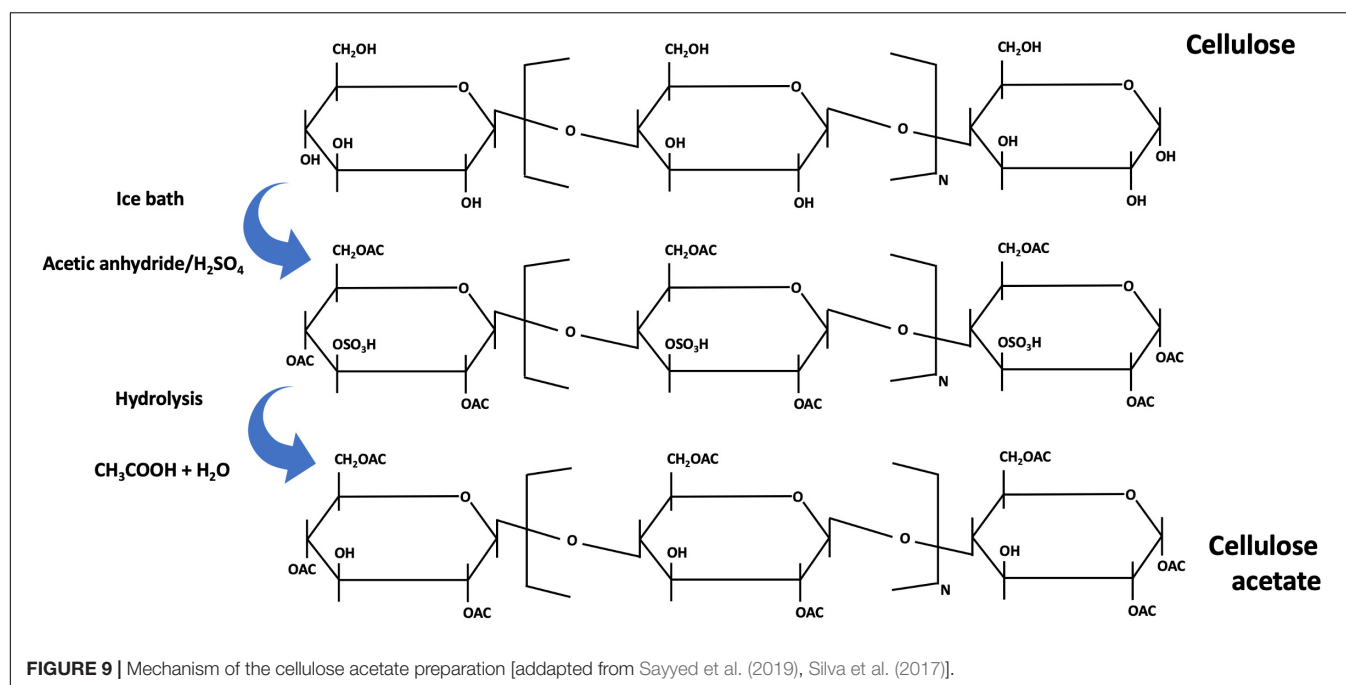 CH2OH CH2OH CH2OH Cellulose
O O O
OH OH O OH O OH
OH OH
OH OH N OH
Ice bath
Acetic anhydride/H2SO4
CH2OAC CH2OAC CH2OAC
O O O
OSO3H O OSO3H O OSO3H
OAC OAC
OAC OAC N OAC
Hydrolysis
CH3COOH + H2O
CH2OAC CH2OAC CH2OAC
O O O
OH O OH O OH
OAC OAC
OAC OAC N OAC
Cellulose
acetate
FIGURE 9 | Mechanism of the cellulose acetate preparation [addapted from Sayyed et al. (2019), Silva et al. (2017)].